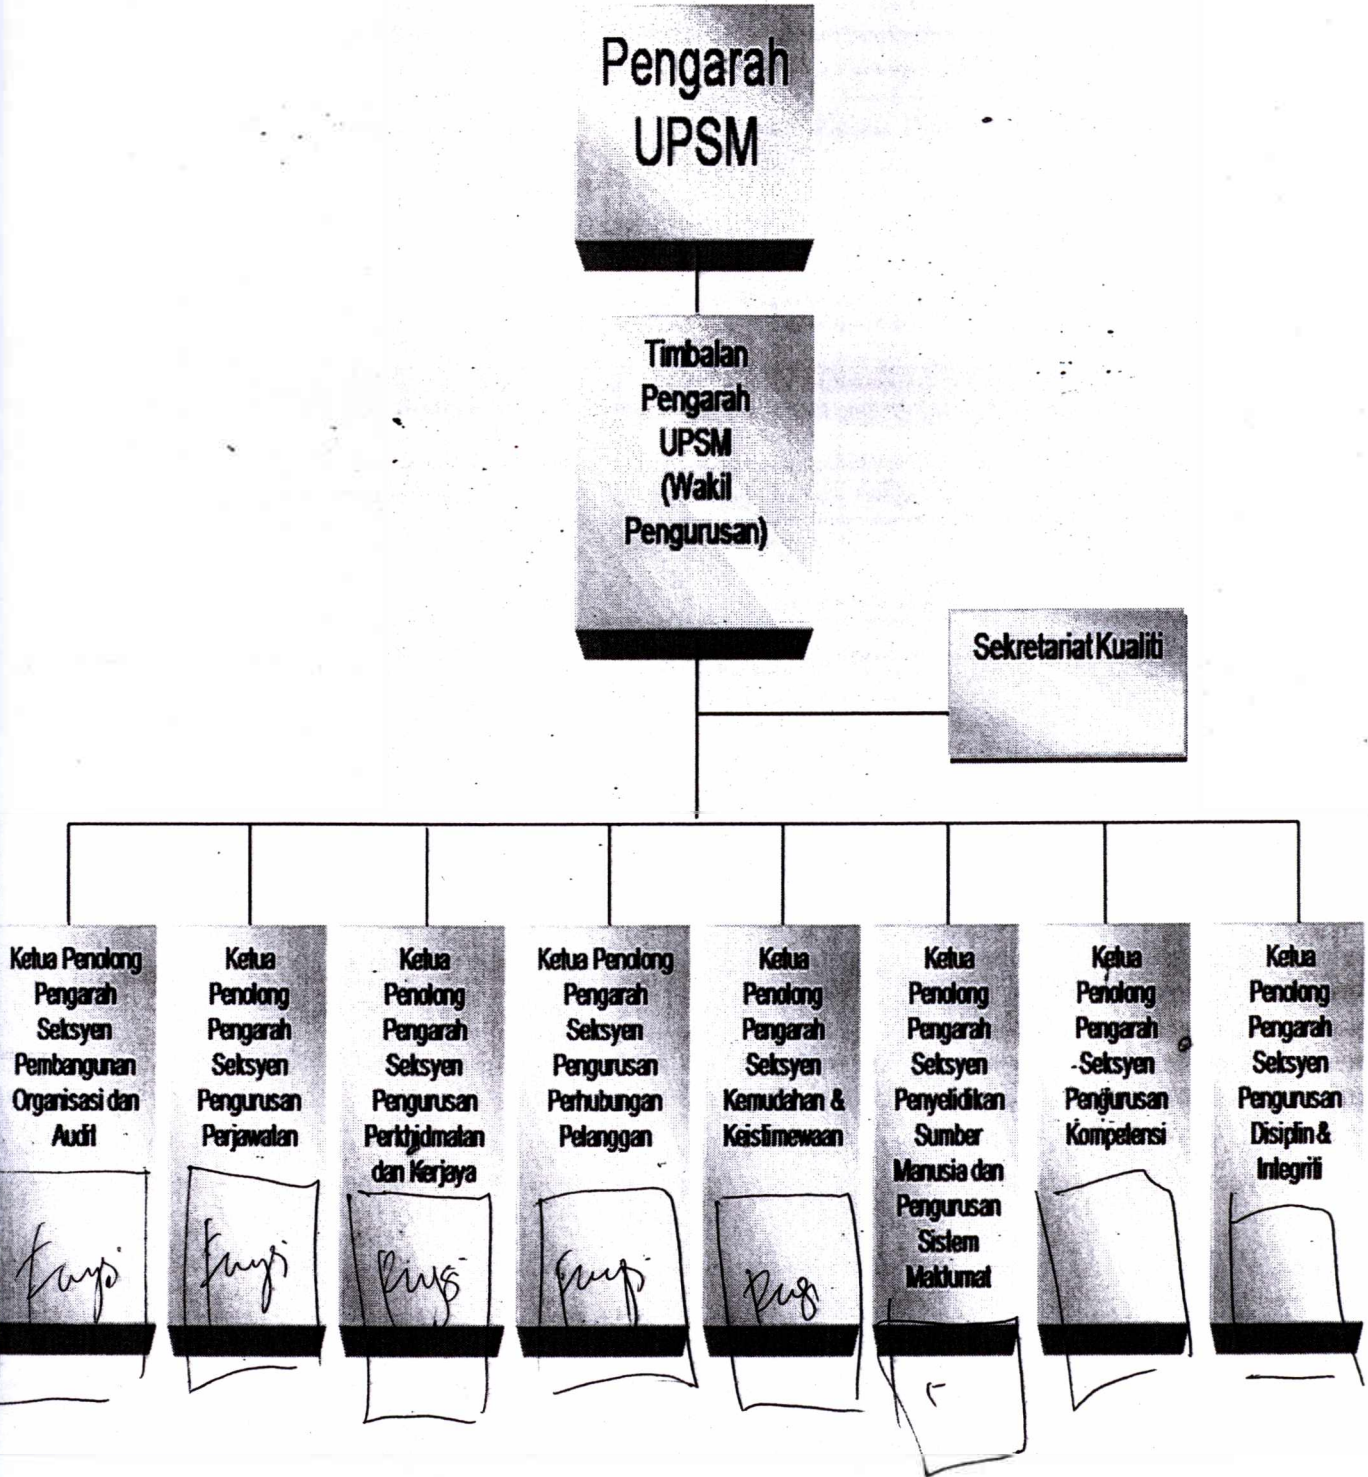 Pengarah
UPSM
Timbalan
Pengarah
UPSM
(Wakil
Pengurusan)
Sekretariat Kualiti
Ketua Penolong
Pengarah
Seksyen
Pembangunan
Organisasi dan
Audit
Ketua
Penolong
Pengarah
Seksyen
Pengurusan
Perjawatan
Ketua
Penolong
Pengarah
Seksyen
Pengurusan
Perkhidmatan
dan Kerjaya
Ketua Penolong
Pengarah
Seksyen
Pengurusan
Perhubungan
Pelanggan
Ketua
Penolong
Pengarah
Seksyen
Kemudahan &
Keistimewaan
Ketua
Penolong
Pengarah
Seksyen
Penyelidikan
Sumber
Manusia dan
Pengurusan
Sistem
Maklumat
Ketua
Penolong
Pengarah
Seksyen
Pengurusan
Kompetensi
Ketua
Penolong
Pengarah
Seksyen
Pengurusan
Disiplin &
Integriti